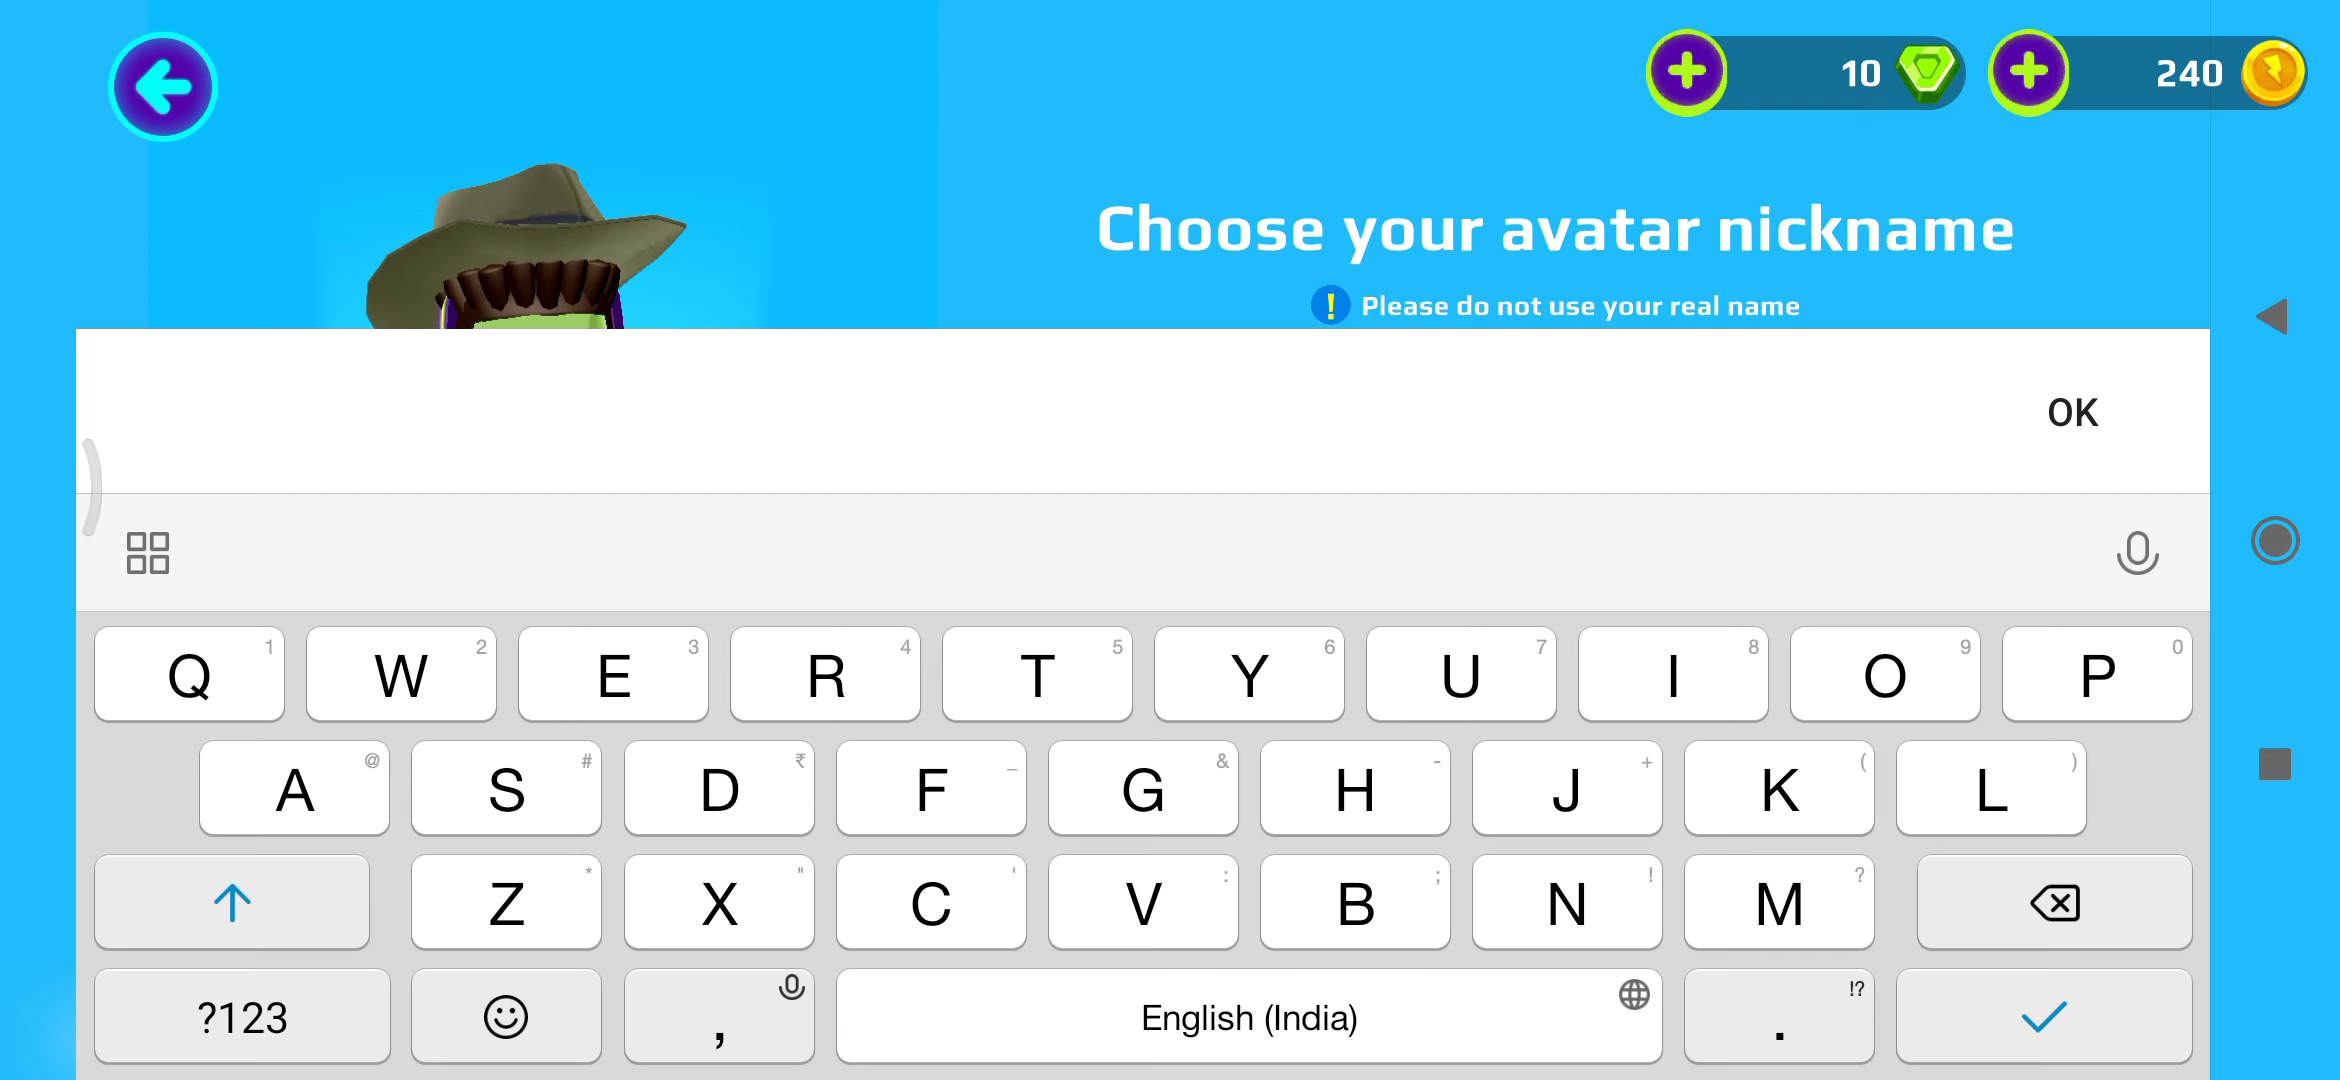 10 240
Choose your avatar nickname
! Please do not use your real name
OK
Q 1 W 2 E 3 R 4 T 5 Y 6 U 7 I 8 O 9 P 0
A @ S # D ₹ F _ G & H - J + K ( L )
Z * X " C ' V : B ; N ! M ?
?123 , English (India) . !?